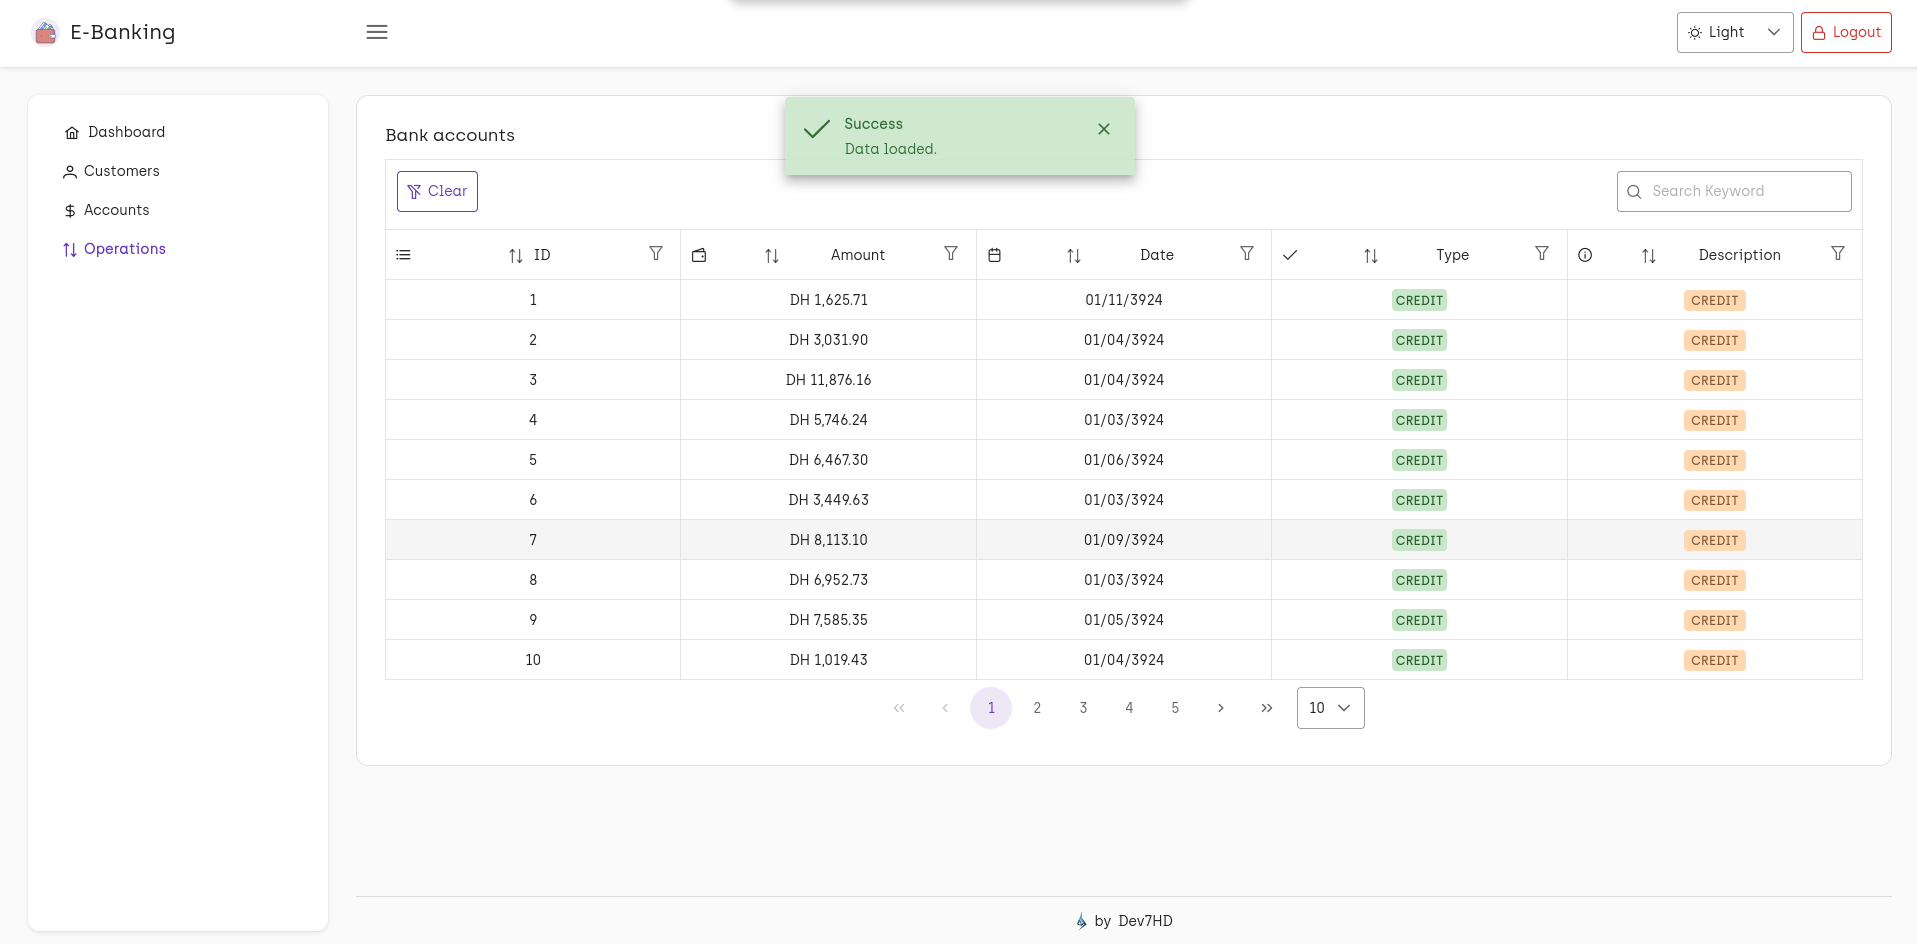 E-Banking
Light
Logout
Dashboard
Customers
Accounts
Operations
Bank accounts
Success
Data loaded.
Clear
Search Keyword
ID Amount Date Type Description
1 DH 1,625.71 01/11/3924 CREDIT CREDIT
2 DH 3,031.90 01/04/3924 CREDIT CREDIT
3 DH 11,876.16 01/04/3924 CREDIT CREDIT
4 DH 5,746.24 01/03/3924 CREDIT CREDIT
5 DH 6,467.30 01/06/3924 CREDIT CREDIT
6 DH 3,449.63 01/03/3924 CREDIT CREDIT
7 DH 8,113.10 01/09/3924 CREDIT CREDIT
8 DH 6,952.73 01/03/3924 CREDIT CREDIT
9 DH 7,585.35 01/05/3924 CREDIT CREDIT
10 DH 1,019.43 01/04/3924 CREDIT CREDIT
1 2 3 4 5 10
by Dev7HD